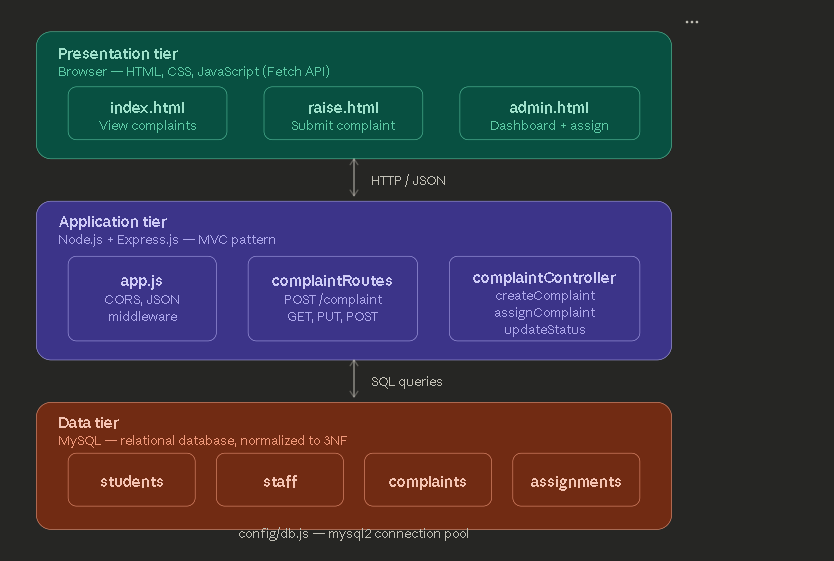 Presentation tier
Browser — HTML, CSS, JavaScript (Fetch API)
index.html
View complaints
raise.html
Submit complaint
admin.html
Dashboard + assign
HTTP / JSON
Application tier
Node.js + Express.js — MVC pattern
app.js
CORS, JSON
middleware
complaintRoutes
POST /complaint
GET, PUT, POST
complaintController
createComplaint
assignComplaint
updateStatus
SQL queries
Data tier
MySQL — relational database, normalized to 3NF
students
staff
complaints
assignments
config/db.js — mysql2 connection pool